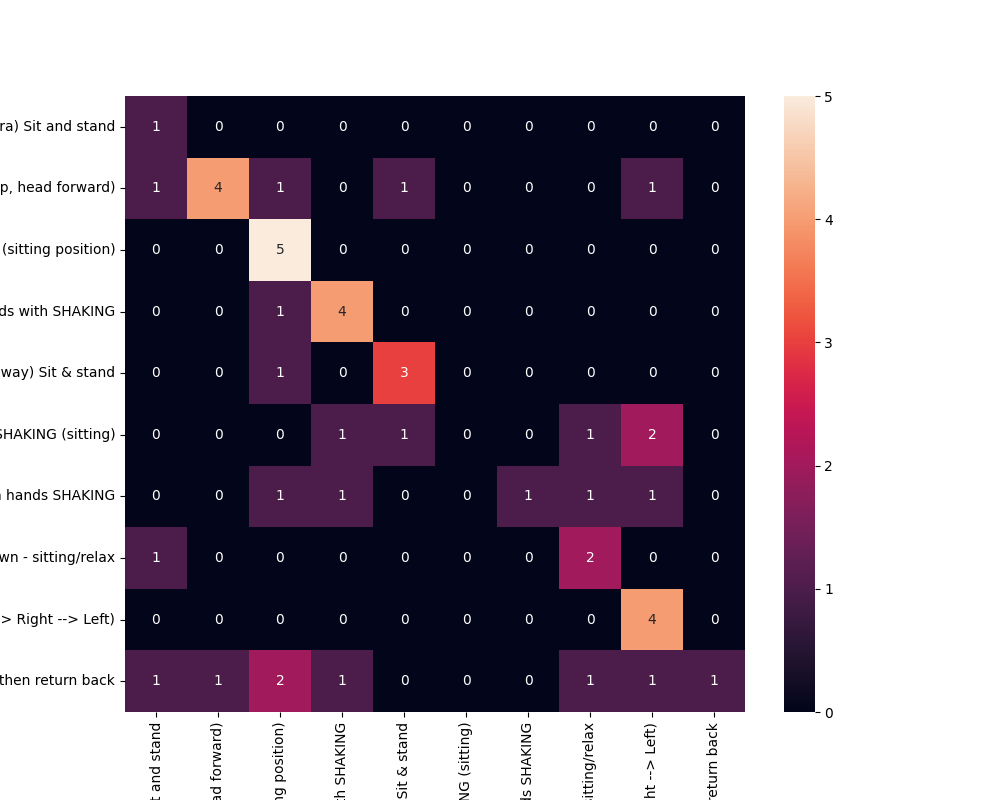 5
ra) Sit and stand 1 0 0 0 0 0 0 0 0 0
p, head forward) 1 4 1 0 1 0 0 0 1 0
4
(sitting position) 0 0 5 0 0 0 0 0 0 0
ds with SHAKING 0 0 1 4 0 0 0 0 0 0
3
way) Sit & stand 0 0 1 0 3 0 0 0 0 0
SHAKING (sitting) 0 0 0 1 1 0 0 1 2 0
2
hands SHAKING 0 0 1 1 0 0 1 1 1 0
wn - sitting/relax 1 0 0 0 0 0 0 2 0 0
1
> Right --> Left) 0 0 0 0 0 0 0 0 4 0
then return back 1 1 2 1 0 0 0 1 1 1
0
t and stand
ad forward)
ng position)
th SHAKING
Sit & stand
NG (sitting)
ds SHAKING
sitting/relax
ht --> Left)
return back